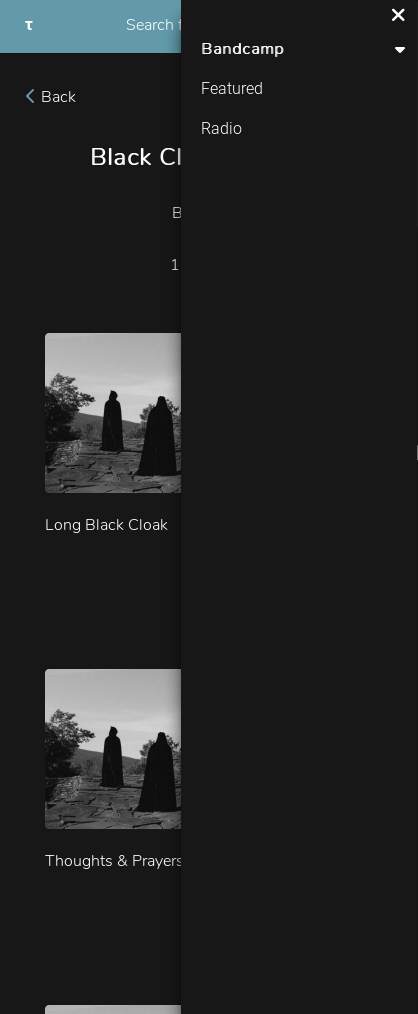 τ
Search f
Bandcamp
Featured
Radio
Back
Black Cl
B
1
Long Black Cloak
Thoughts & Prayers